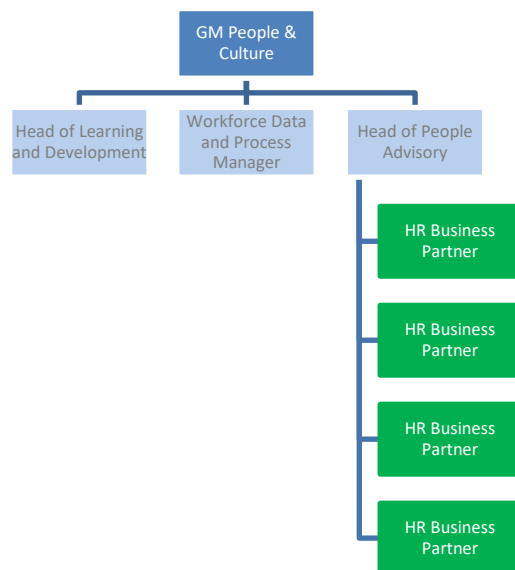 GM People &
Culture
Head of Learning
and Development
Workforce Data
and Process
Manager
Head of People
Advisory
HR Business
Partner
HR Business
Partner
HR Business
Partner
HR Business
Partner